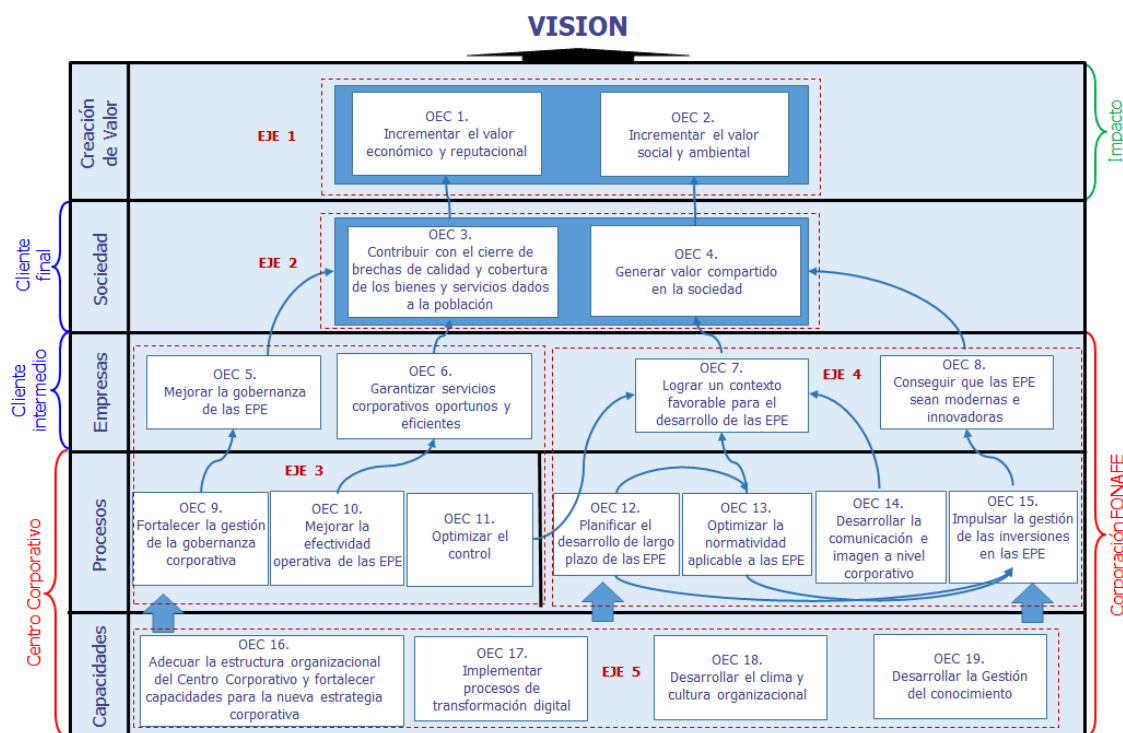 VISION
Creación
de Valor
EJE 1
OEC 1.
Incrementar el valor
económico y reputacional
OEC 2.
Incrementar el valor
social y ambiental
Impacto
Cliente
final
Sociedad
EJE 2
OEC 3.
Contribuir con el cierre de
brechas de calidad y cobertura
de los bienes y servicios dados
a la población
OEC 4.
Generar valor compartido
en la sociedad
Cliente
intermedio
Empresas
OEC 5.
Mejorar la gobernanza
de las EPE
OEC 6.
Garantizar servicios
corporativos oportunos y
eficientes
OEC 7.
Lograr un contexto
favorable para el
desarrollo de las EPE
EJE 4
OEC 8.
Conseguir que las EPE
sean modernas e
innovadoras
Centro Corporativo
Procesos
EJE 3
OEC 9.
Fortalecer la gestión
de la gobernanza
corporativa
OEC 10.
Mejorar la
efectividad
operativa de las EPE
OEC 11.
Optimizar el
control
OEC 12.
Planificar el
desarrollo de largo
plazo de las EPE
OEC 13.
Optimizar la
normatividad
aplicable a las EPE
OEC 14.
Desarrollar la
comunicación e
imagen a nivel
corporativo
OEC 15.
Impulsar la gestión
de las inversiones
en las EPE
Corporación FONAFE
Capacidades
OEC 16.
Adecuar la estructura organizacional
del Centro Corporativo y fortalecer
capacidades para la nueva estrategia
corporativa
OEC 17.
Implementar
procesos de
transformación digital
EJE 5
OEC 18.
Desarrollar el clima y
cultura organizacional
OEC 19.
Desarrollar la Gestión
del conocimiento